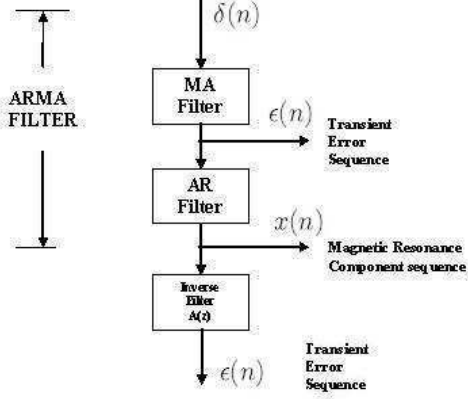 δ(n)
MA
Filter
ARMA
FILTER
ϵ(n)
Transient
Error
Sequence
AR
Filter
x(n)
Magnetic Resonance
Component sequence
Inverse
Filter
A(z)
ϵ(n)
Transient
Error
Sequence